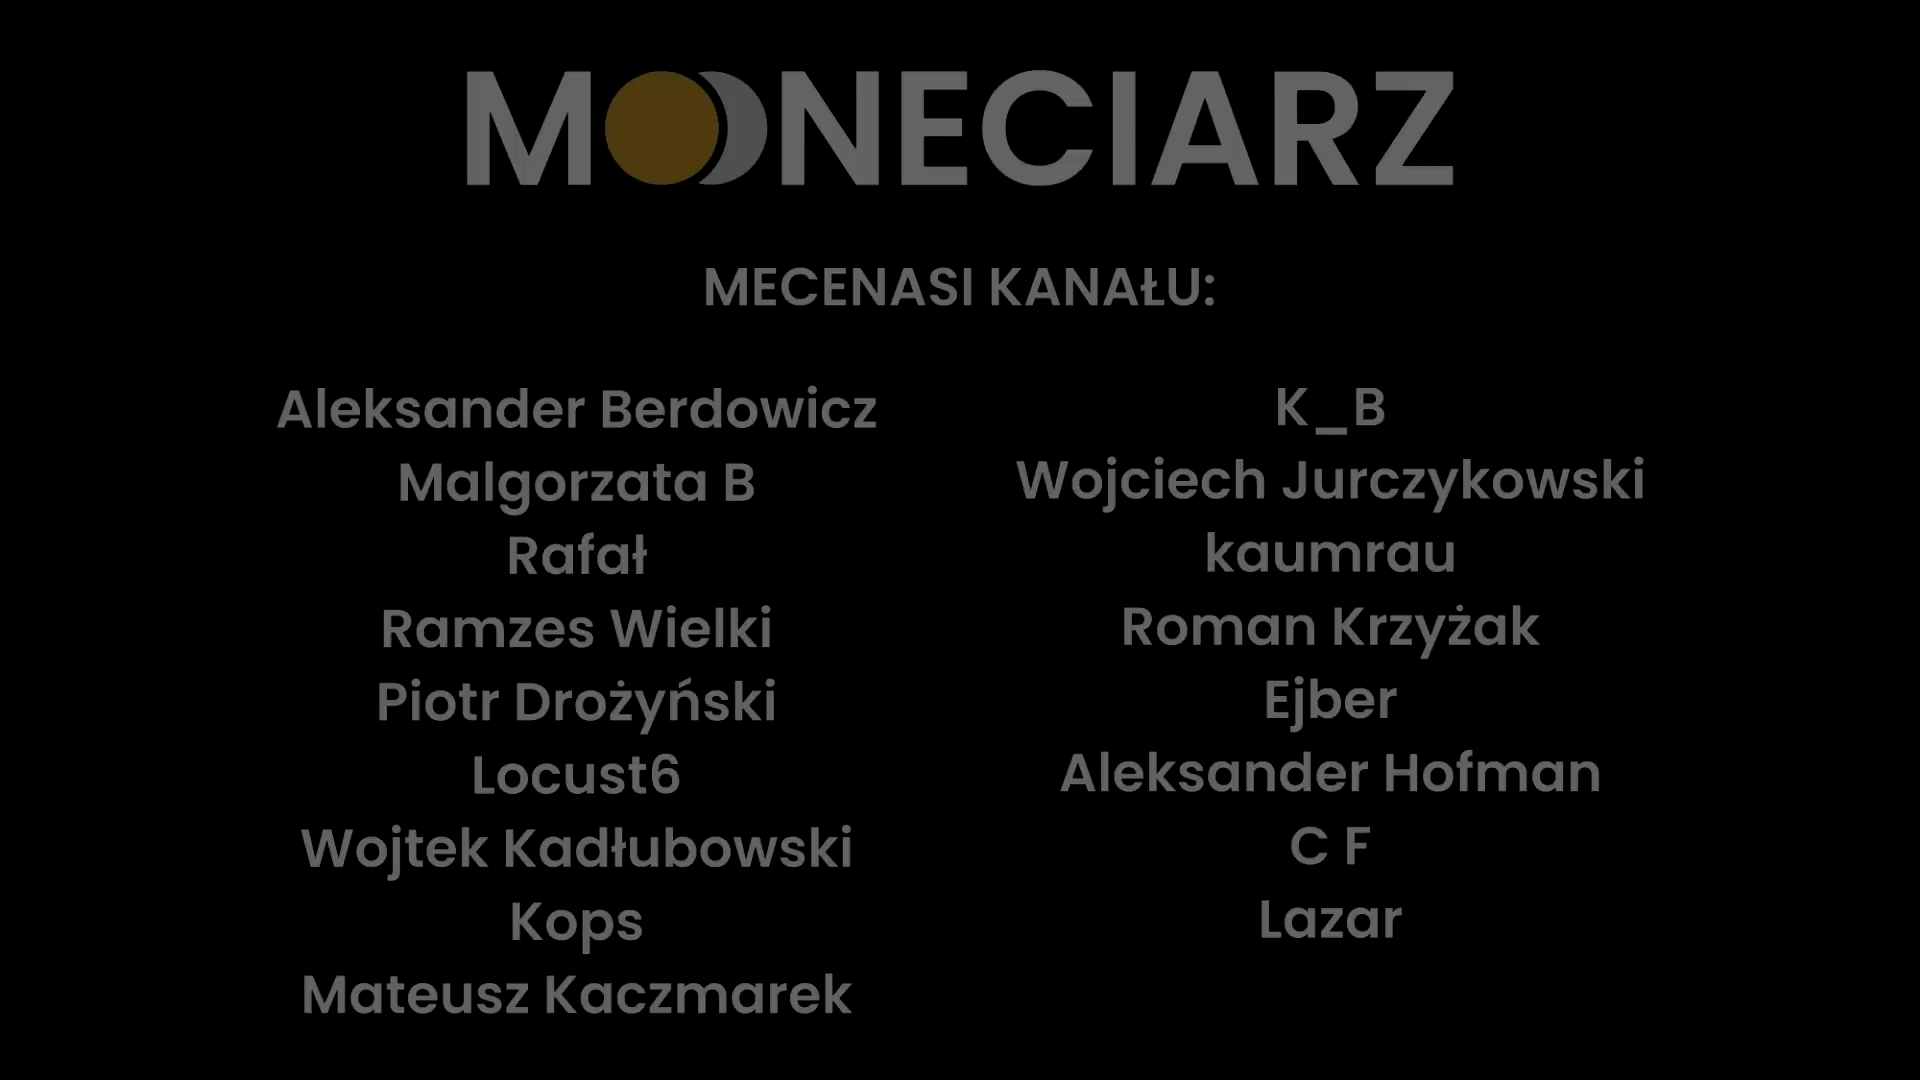 MOONECIARZ
MECENASI KANAŁU:
Aleksander Berdowicz
Malgorzata B
Rafał
Ramzes Wielki
Piotr Drożyński
Locust6
Wojtek Kadłubowski
Kops
Mateusz Kaczmarek
K_B
Wojciech Jurczykowski
kaumrau
Roman Krzyżak
Ejber
Aleksander Hofman
C F
Lazar